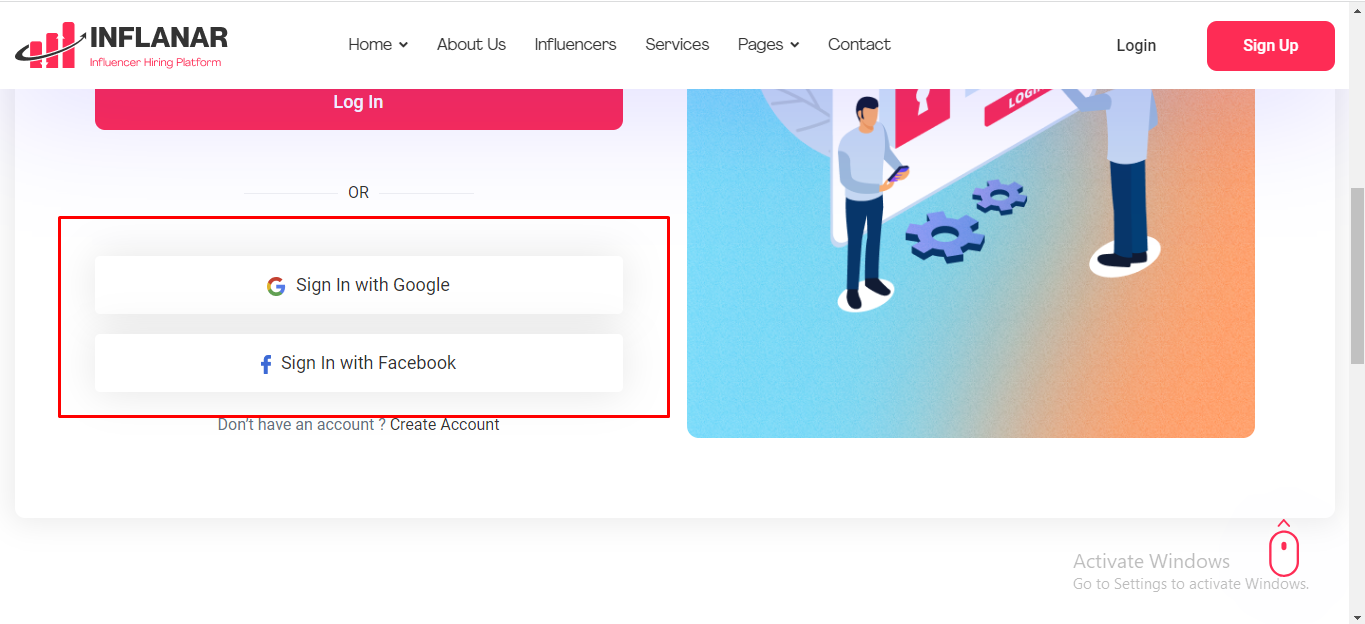 INFLANAR
Influencer Hiring Platform
Home
About Us
Influencers
Services
Pages
Contact
Login
Sign Up
Log In
LOGIN
OR
Sign In with Google
Sign In with Facebook
Don’t have an account ? Create Account
Activate Windows
Go to Settings to activate Windows.